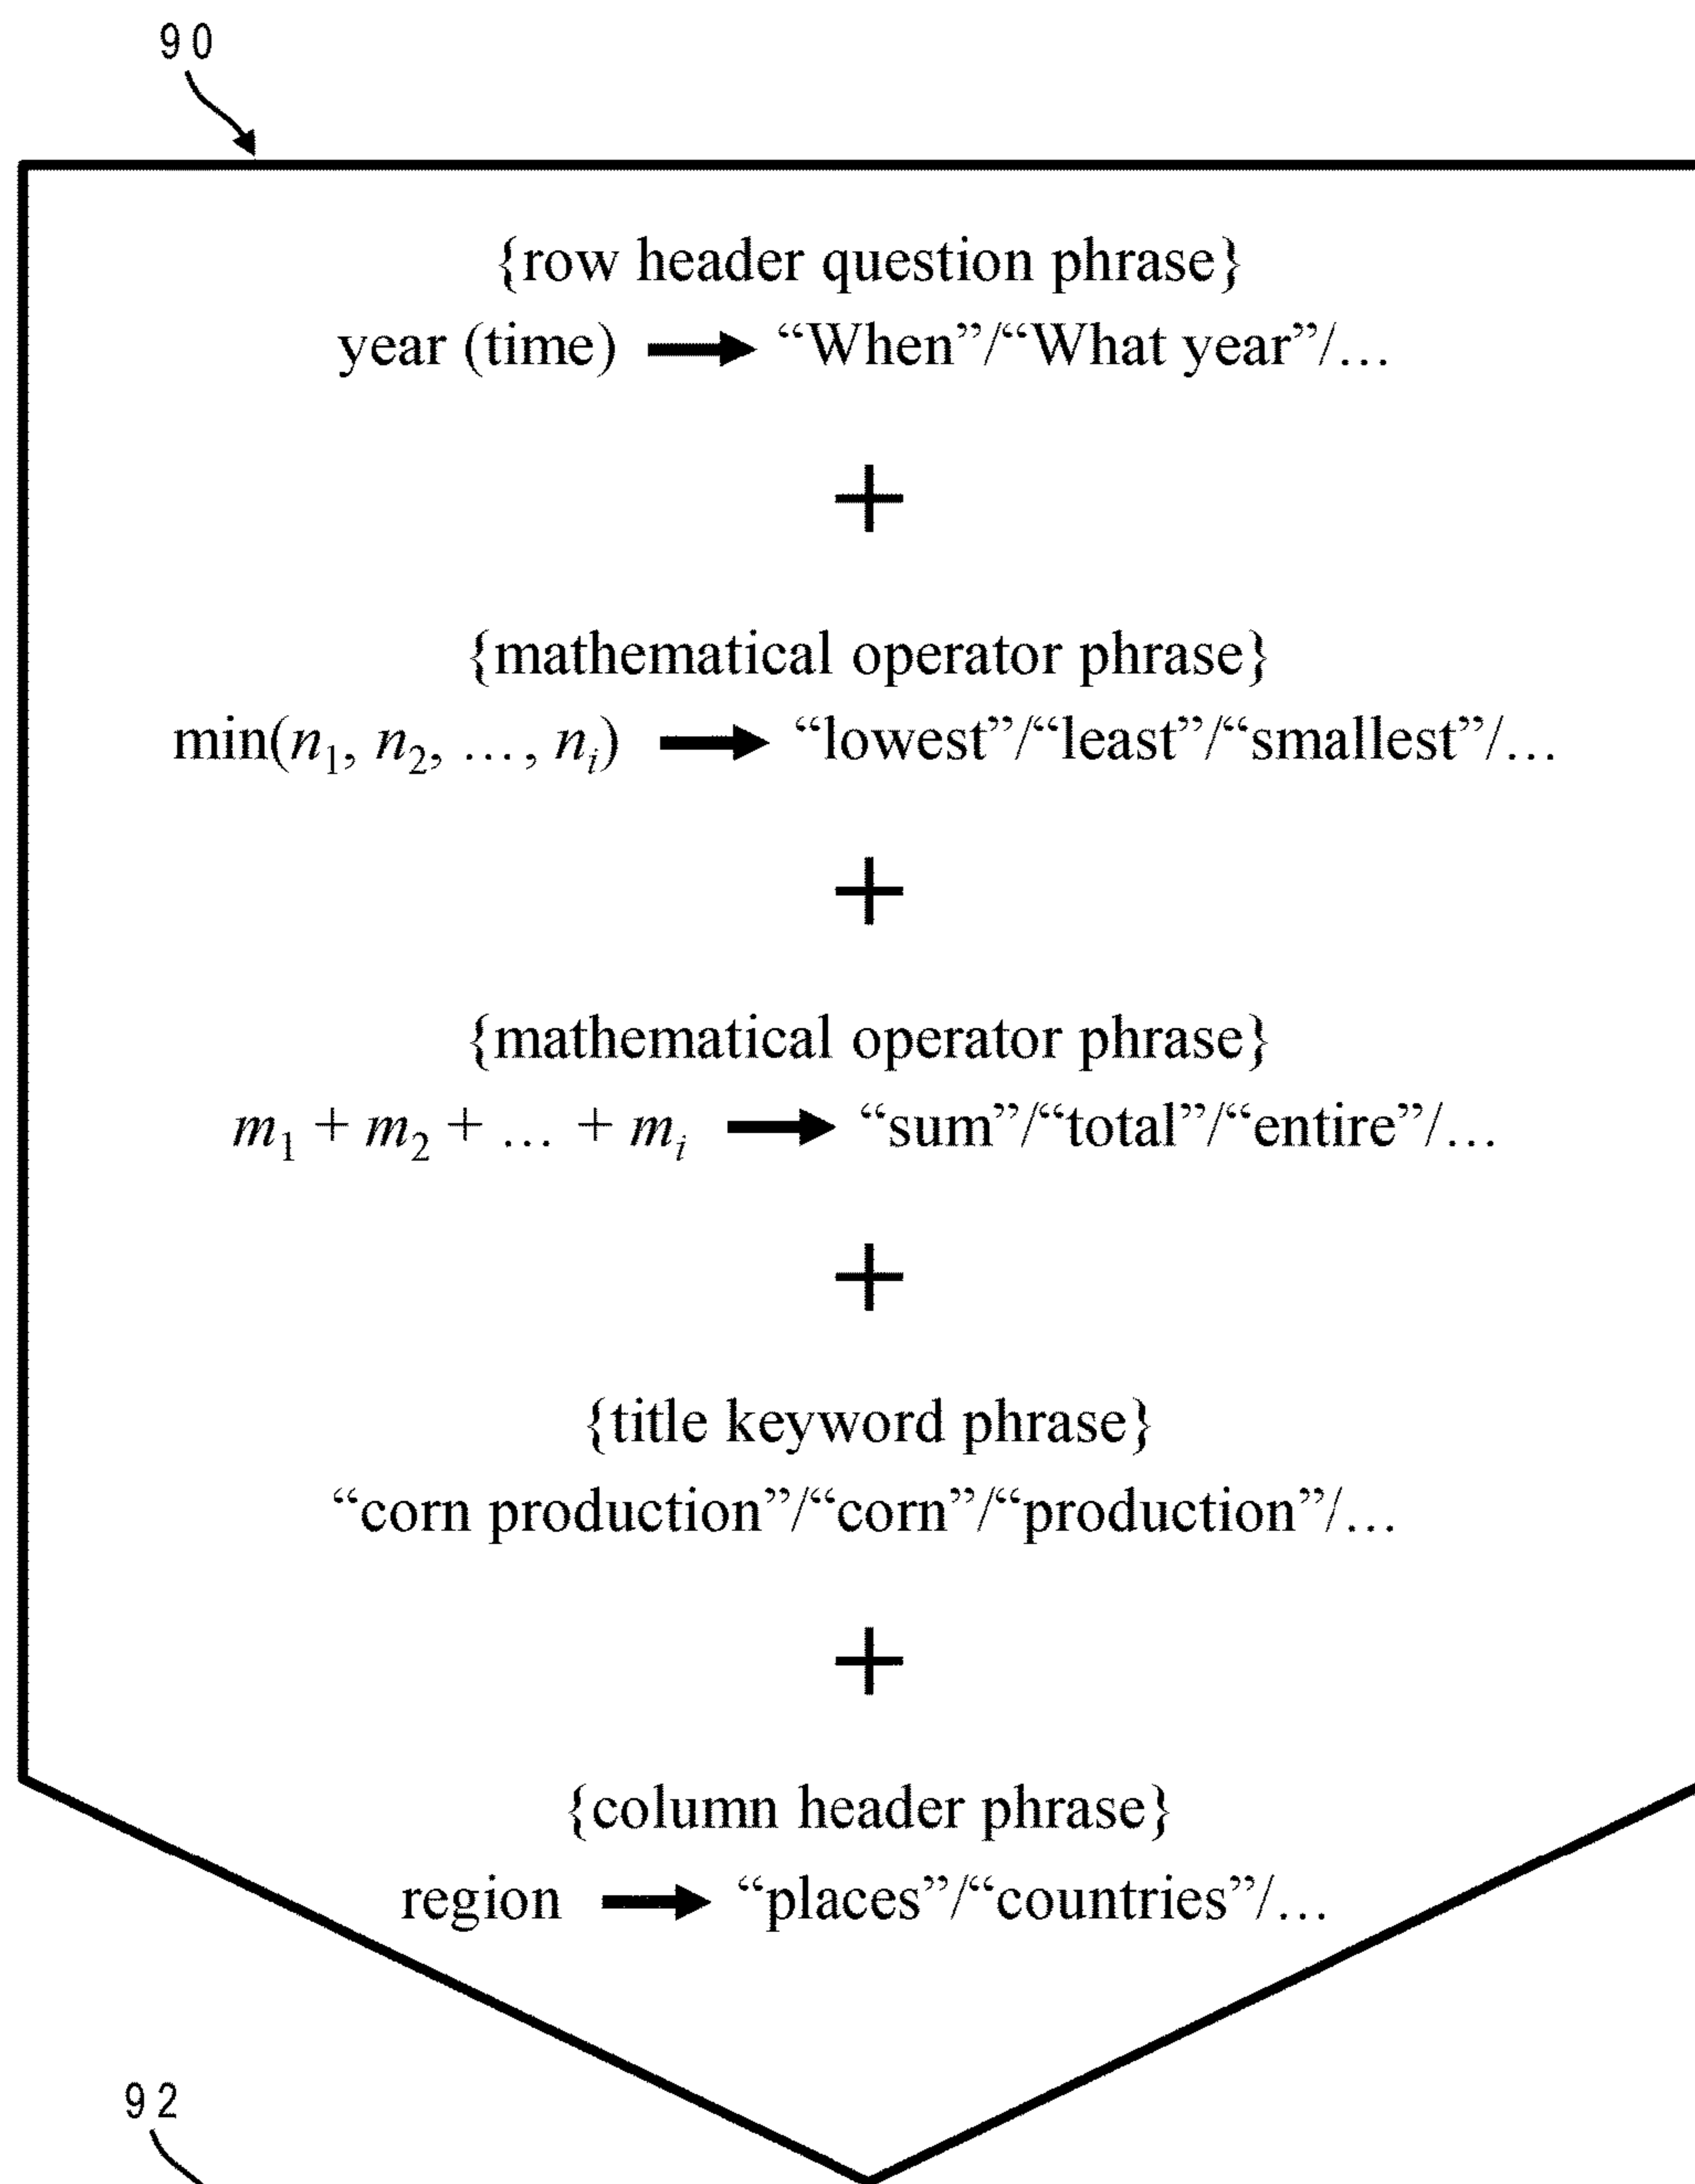 90
{row header question phrase}
year (time) → “When”/“What year”/…
+
{mathematical operator phrase}
min(n₁, n₂, …, nᵢ) → “lowest”/“least”/“smallest”/…
+
{mathematical operator phrase}
m₁ + m₂ + … + mᵢ → “sum”/“total”/“entire”/…
+
{title keyword phrase}
“corn production”/“corn”/“production”/…
+
{column header phrase}
region → “places”/“countries”/…
92